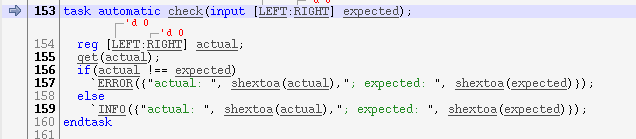 'd 0
153 task automatic check(input [LEFT:RIGHT] expected);
'd 0
154 reg [LEFT:RIGHT] actual;
155 get(actual);
156 if(actual !== expected)
157 `ERROR({"actual: ", shextoa(actual),"; expected: ", shextoa(expected)});
158 else
159 `INFO({"actual: ", shextoa(actual),"; expected: ", shextoa(expected)});
160 endtask
161